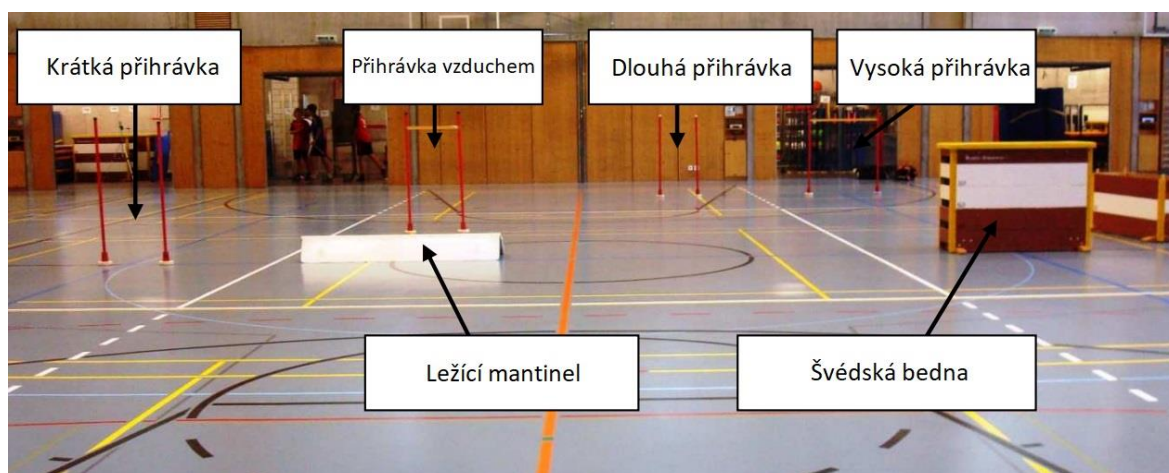 Krátká přihrávka
Přihrávka vzduchem
Dlouhá přihrávka
Vysoká přihrávka
Ležící mantinel
Švédská bedna